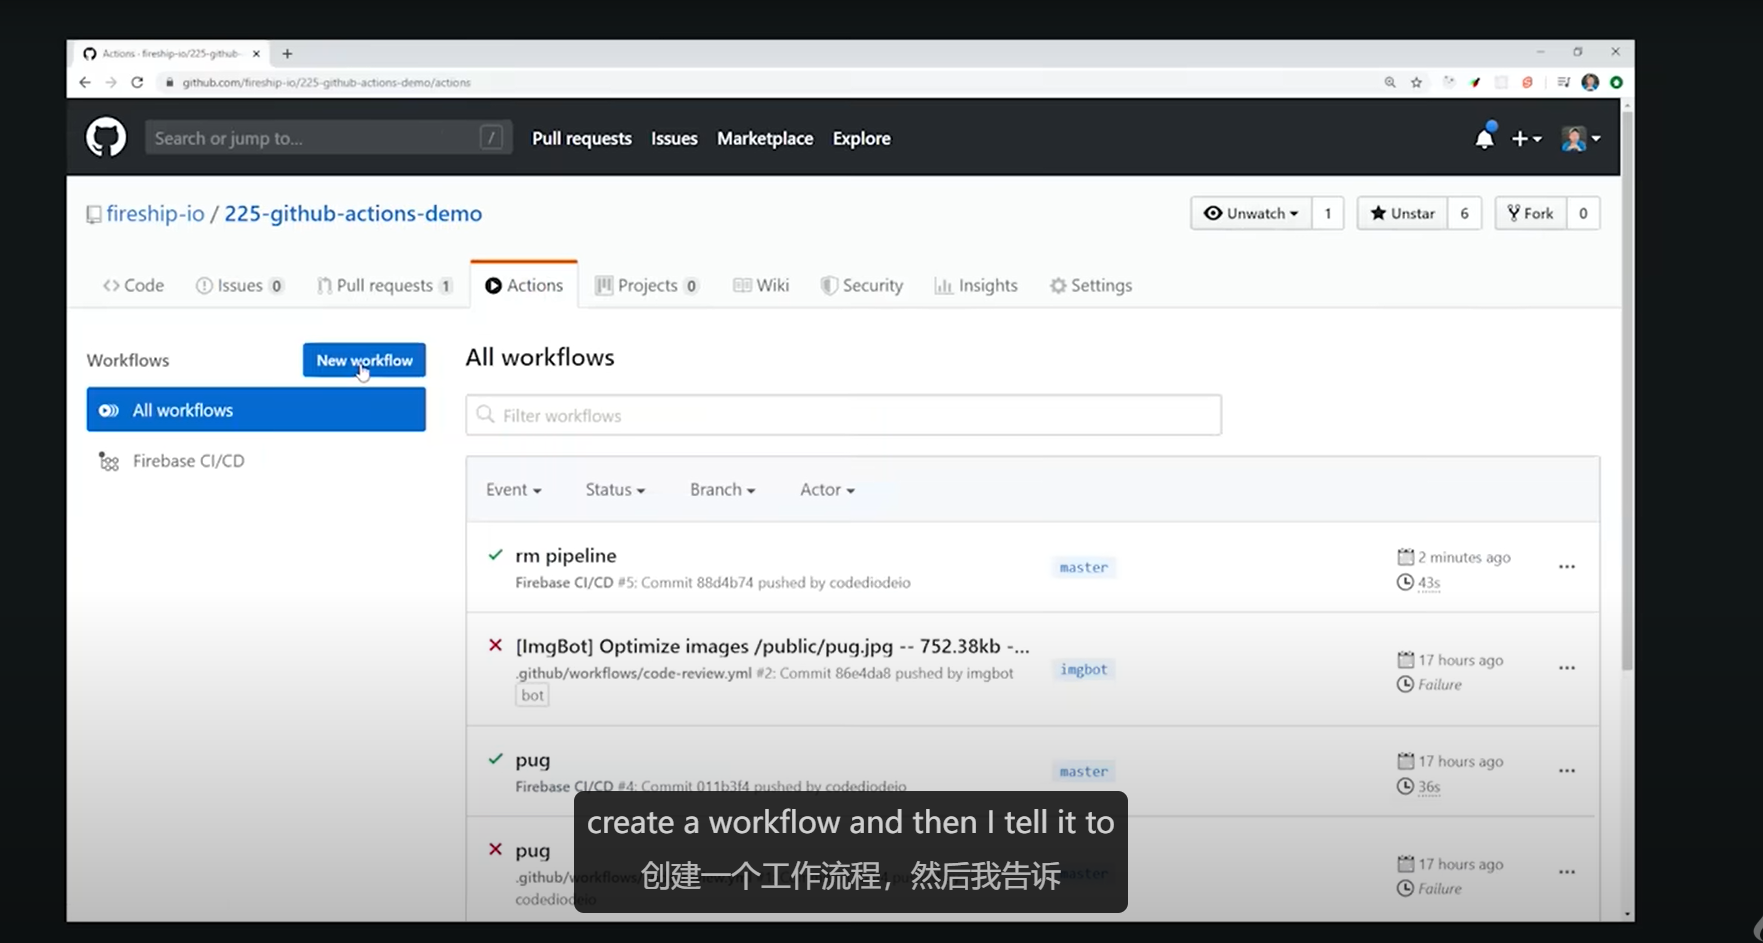 Actions · fireship-io/225-github-
github.com/fireship-io/225-github-actions-demo/actions
Search or jump to... /
Pull requests Issues Marketplace Explore
fireship-io / 225-github-actions-demo
Unwatch 1 Unstar 6 Fork 0
Code Issues 0 Pull requests 1 Actions Projects 0 Wiki Security Insights Settings
Workflows New workflow
All workflows
Firebase CI/CD
All workflows
Filter workflows
Event Status Branch Actor
rm pipeline
Firebase CI/CD #5: Commit 88d4b74 pushed by codediodeio
master
2 minutes ago
43s
[ImgBot] Optimize images /public/pug.jpg -- 752.38kb -...
.github/workflows/code-review.yml #2: Commit 86e4da8 pushed by imgbot
bot
imgbot
17 hours ago
Failure
pug
Firebase CI/CD #4: Commit 011b3f4 pushed by codediodeio
master
17 hours ago
36s
pug
.github/workflows/
codediodeio
master
17 hours ago
Failure
create a workflow and then I tell it to
创建一个工作流程，然后我告诉